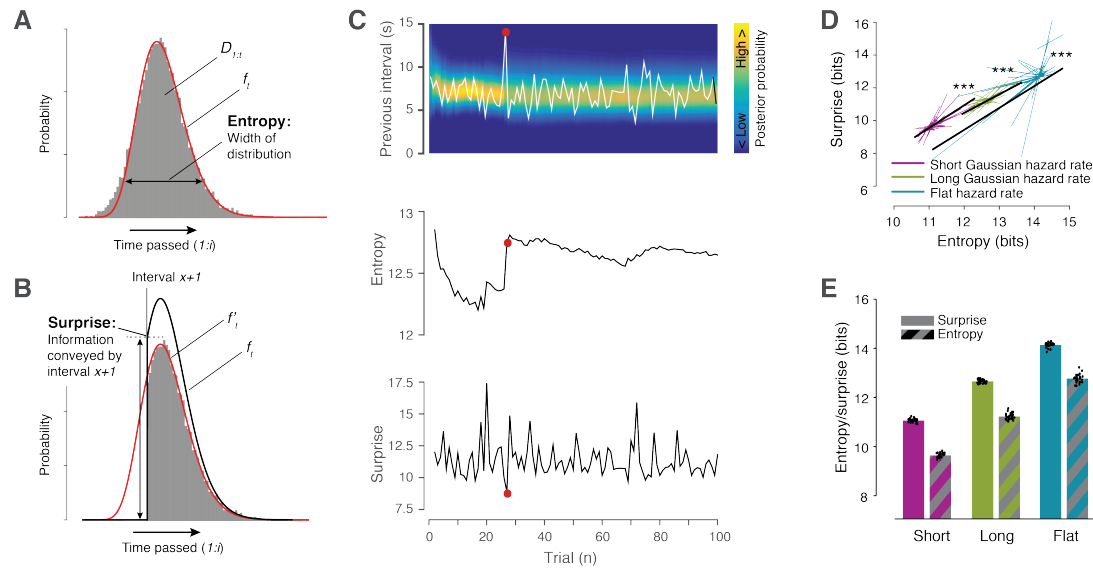 A
D1:t
ft
Entropy:
Width of
distribution
Probability
Time passed (1:i)
B
Interval x+1
Surprise:
Information
conveyed by
interval x+1
f't
ft
Probability
Time passed (1:i)
C
Previous interval (s)
15
10
5
0
< Low
High >
Posterior probability
Entropy
13
12.5
12
Surprise
17.5
15
12.5
10
7.5
0
20
40
60
80
100
Trial (n)
D
Surprise (bits)
16
14
12
10
8
6
***
***
***
Short Gaussian hazard rate
Long Gaussian hazard rate
Flat hazard rate
10
11
12
13
14
15
Entropy (bits)
E
Entropy/surprise (bits)
16
14
12
10
8
Surprise
Entropy
Short
Long
Flat